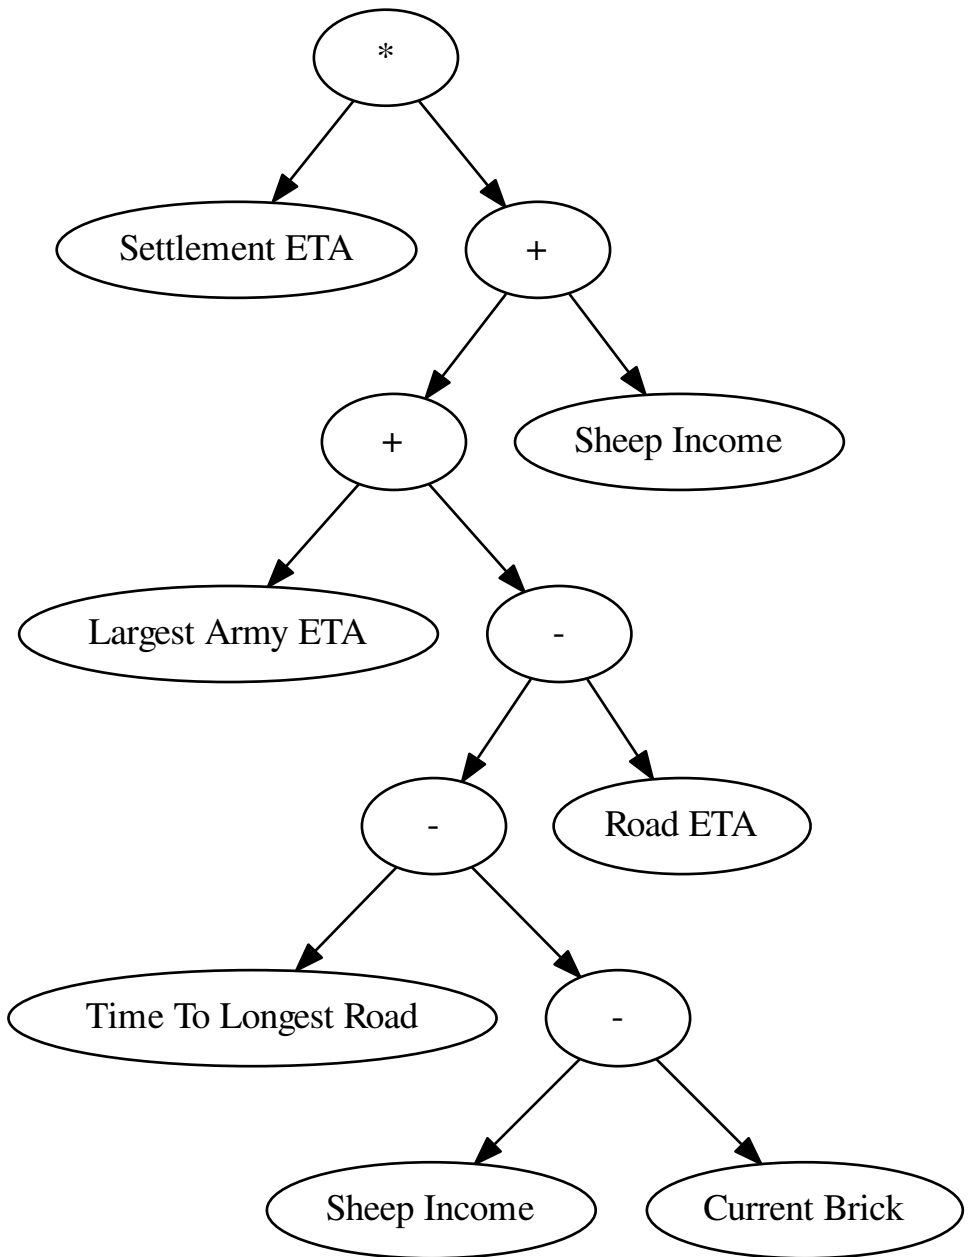 *
Settlement ETA
+
+
Sheep Income
Largest Army ETA
-
-
Road ETA
Time To Longest Road
-
Sheep Income
Current Brick